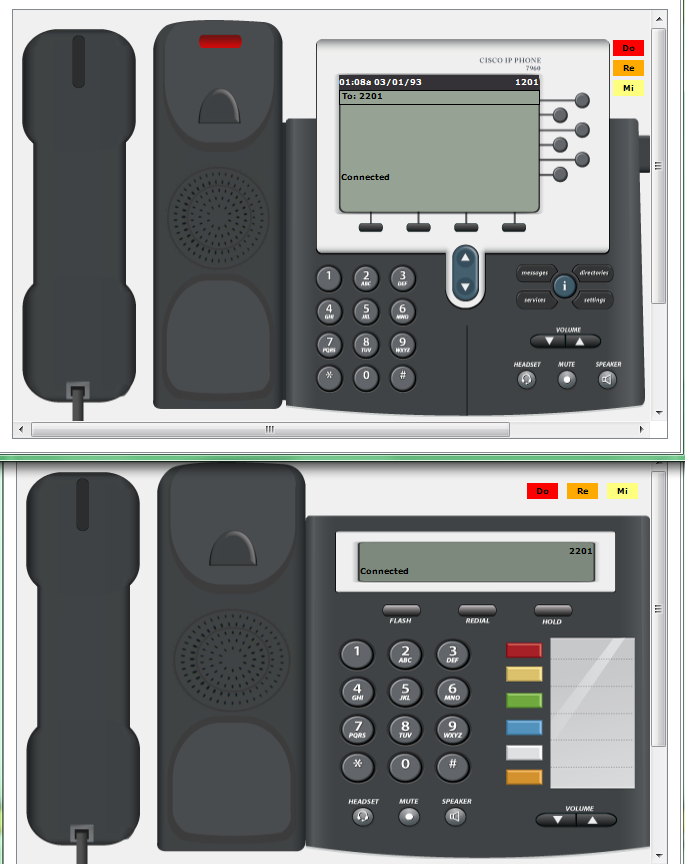 Do
CISCO IP PHONE
7960
Re
01:08a 03/01/93 1201
Mi
To: 2201
Connected
messages directories
i
services settings
1 2 ABC 3 DEF
4 GHI 5 JKL 6 MNO
7 PQRS 8 TUV 9 WXYZ
* 0 #
VOLUME
HEADSET MUTE SPEAKER
Do Re Mi
2201
Connected
FLASH REDIAL HOLD
1 2 ABC 3 DEF
4 GHI 5 JKL 6 MNO
7 PQRS 8 TUV 9 WXYZ
* 0 #
HEADSET MUTE SPEAKER
VOLUME